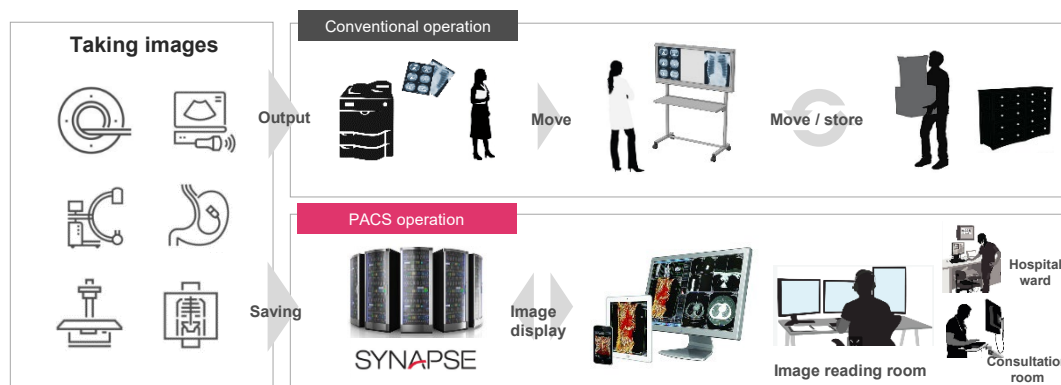 Taking images
Conventional operation
Output
Move
Move / store
PACS operation
Saving
SYNAPSE
Image
display
Image reading room
Hospital
ward
Consultation
room